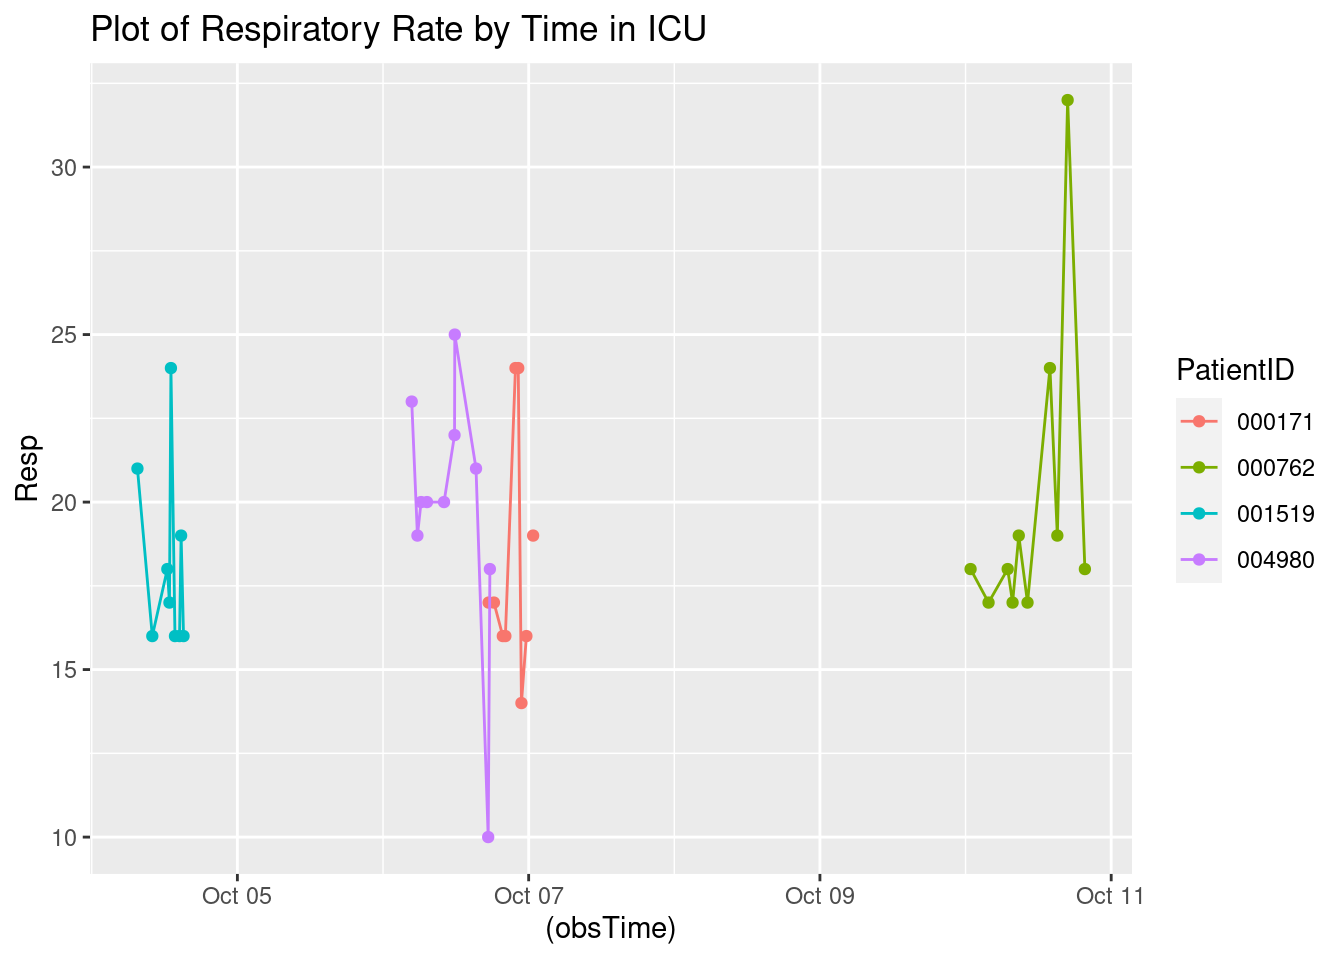 Plot of Respiratory Rate by Time in ICU
30
25
20
15
10
Resp
Oct 05
Oct 07
Oct 09
Oct 11
(obsTime)
PatientID
000171
000762
001519
004980